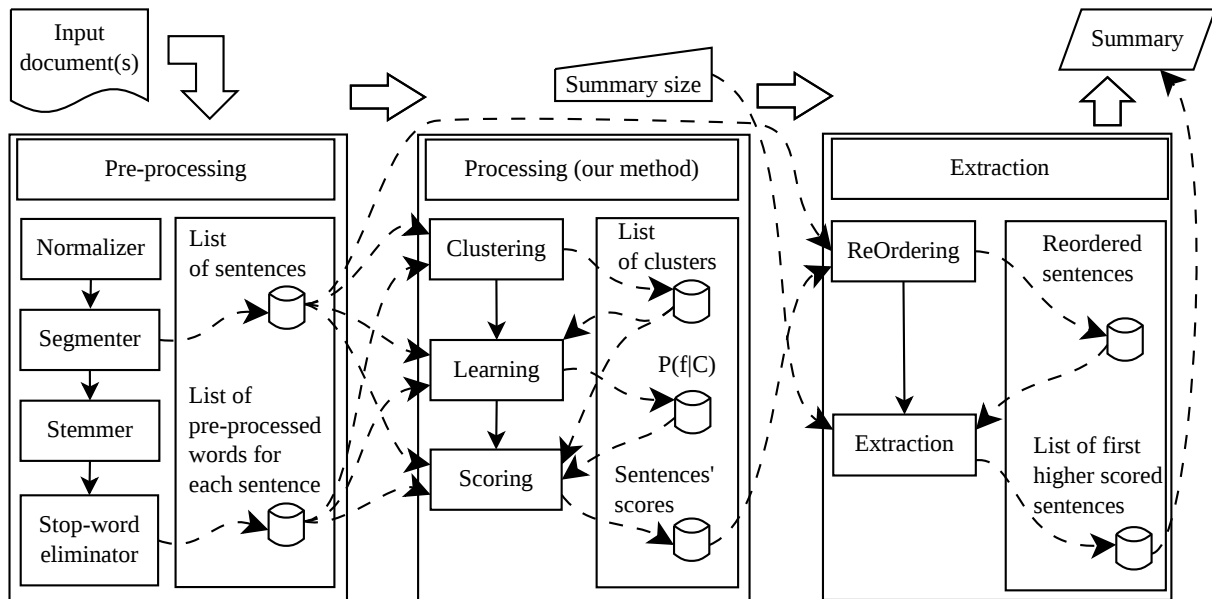 Input
document(s)
Summary size
Summary
Pre-processing
Normalizer
Segmenter
Stemmer
Stop-word
eliminator
List
of sentences
List of
pre-processed
words for
each sentence
Processing (our method)
Clustering
Learning
Scoring
List
of clusters
P(f|C)
Sentences'
scores
Extraction
ReOrdering
Extraction
Reordered
sentences
List of first
higher scored
sentences